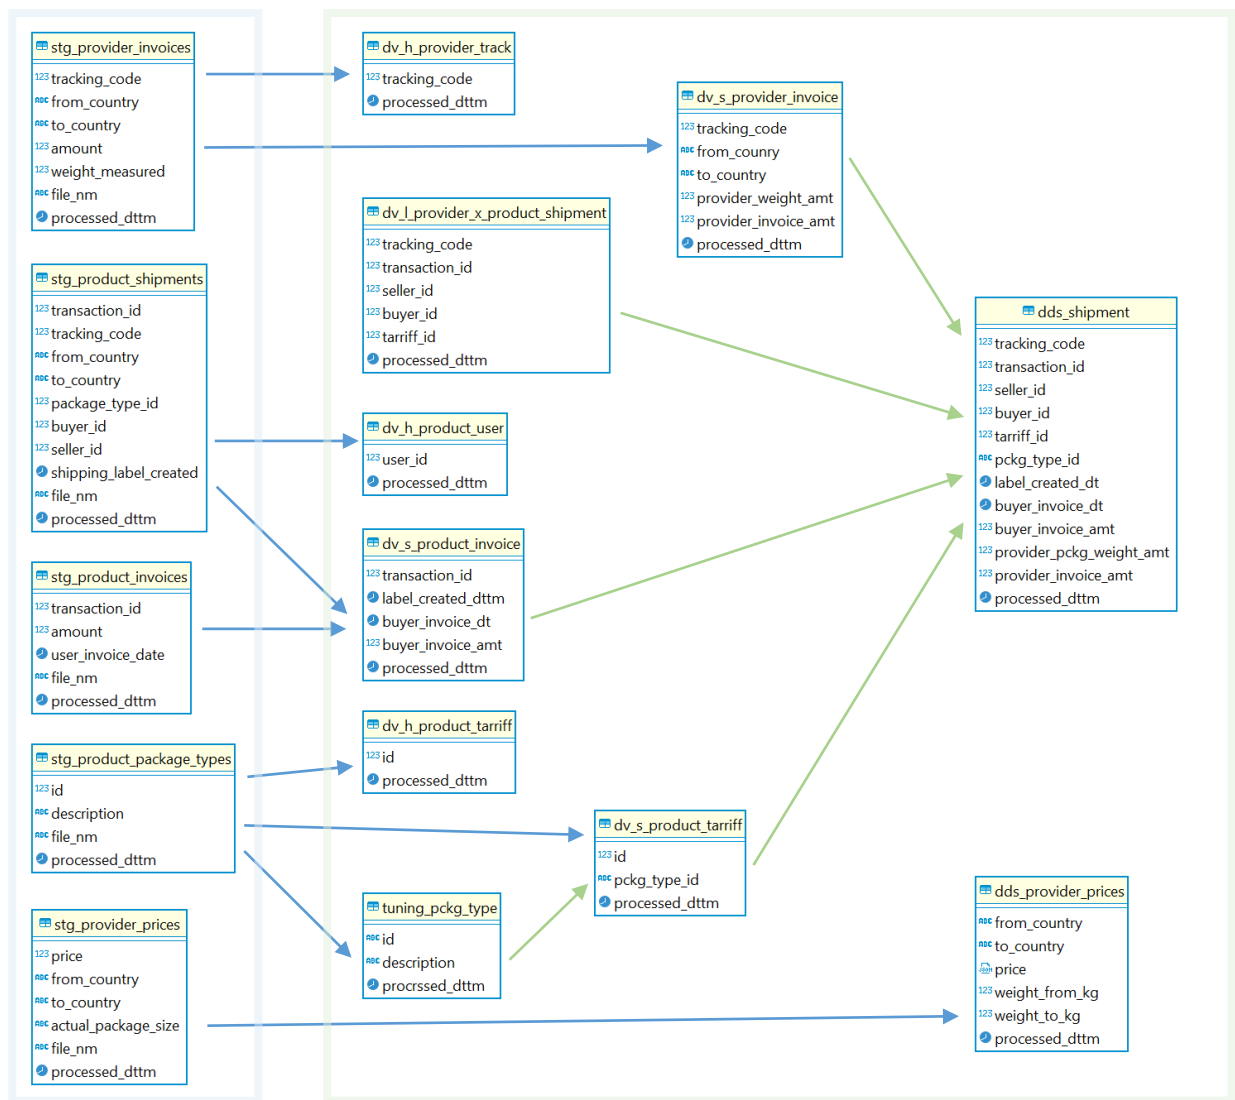 stg_provider_invoices
tracking_code
from_country
to_country
amount
weight_measured
file_nm
processed_dttm
stg_product_shipments
transaction_id
tracking_code
from_country
to_country
package_type_id
buyer_id
seller_id
shipping_label_created
file_nm
processed_dttm
stg_product_invoices
transaction_id
amount
user_invoice_date
file_nm
processed_dttm
stg_product_package_types
id
description
file_nm
processed_dttm
stg_provider_prices
price
from_country
to_country
actual_package_size
file_nm
processed_dttm
dv_h_provider_track
tracking_code
processed_dttm
dv_l_provider_x_product_shipment
tracking_code
transaction_id
seller_id
buyer_id
tarriff_id
processed_dttm
dv_h_product_user
user_id
processed_dttm
dv_s_product_invoice
transaction_id
label_created_dttm
buyer_invoice_dt
buyer_invoice_amt
processed_dttm
dv_h_product_tarriff
id
processed_dttm
tuning_pckg_type
id
description
procrssed_dttm
dv_s_provider_invoice
tracking_code
from_counry
to_country
provider_weight_amt
provider_invoice_amt
processed_dttm
dv_s_product_tarriff
id
pckg_type_id
processed_dttm
dds_shipment
tracking_code
transaction_id
seller_id
buyer_id
tarriff_id
pckg_type_id
label_created_dt
buyer_invoice_dt
buyer_invoice_amt
provider_pckg_weight_amt
provider_invoice_amt
processed_dttm
dds_provider_prices
from_country
to_country
price
weight_from_kg
weight_to_kg
processed_dttm